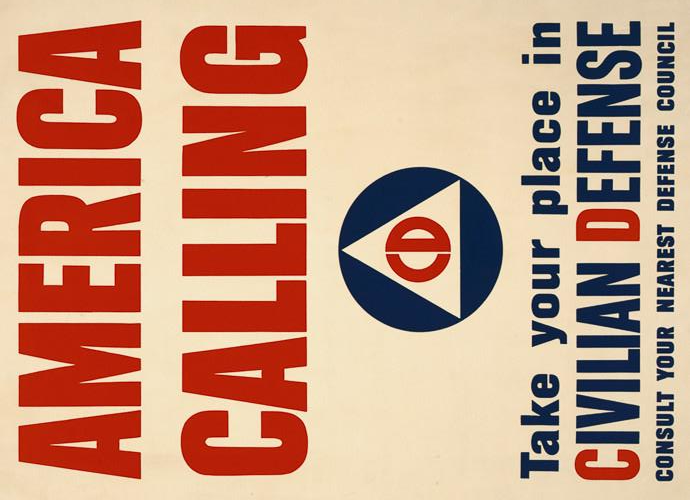 AMERICA
CALLING
CD
Take your place in
CIVILIAN DEFENSE
CONSULT YOUR NEAREST DEFENSE COUNCIL